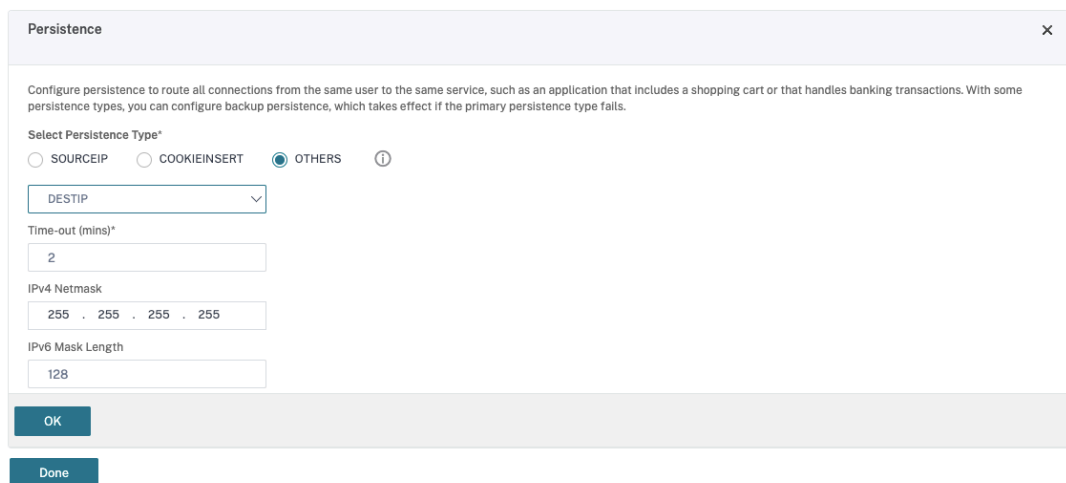 Persistence
Configure persistence to route all connections from the same user to the same service, such as an application that includes a shopping cart or that handles banking transactions. With some
persistence types, you can configure backup persistence, which takes effect if the primary persistence type fails.
Select Persistence Type*
SOURCEIP COOKIEINSERT OTHERS
DESTIP
Time-out (mins)*
2
IPv4 Netmask
255 . 255 . 255 . 255
IPv6 Mask Length
128
OK
Done